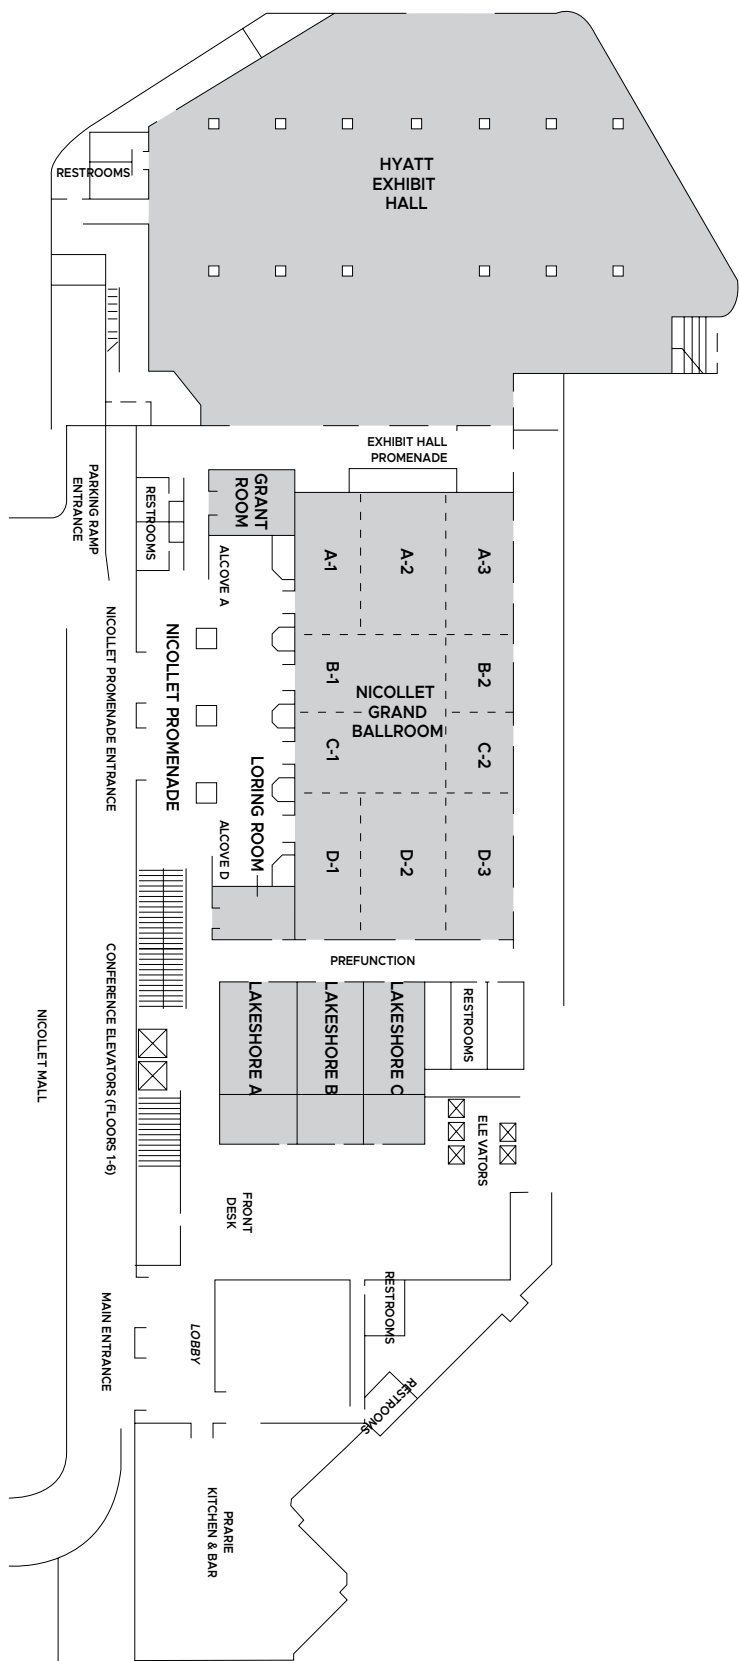 HYATT
EXHIBIT
HALL
RESTROOMS
EXHIBIT HALL
PROMENADE
PARKING RAMP
ENTRANCE
RESTROOMS
GRANT
ROOM
ALCOVE A
A-1
A-2
A-3
NICOLLET PROMENADE ENTRANCE
NICOLLET PROMENADE
B-1
B-2
NICOLLET
GRAND
BALLROOM
C-1
C-2
LORING ROOM
ALCOVE D
D-1
D-2
D-3
PREFUNCTION
NICOLLET MALL
CONFERENCE ELEVATORS (FLOORS 1-6)
LAKESHORE A
LAKESHORE B
LAKESHORE C
RESTROOMS
ELEVATORS
FRONT
DESK
MAIN ENTRANCE
LOBBY
RESTROOMS
RESTROOMS
PRARIE
KITCHEN & BAR